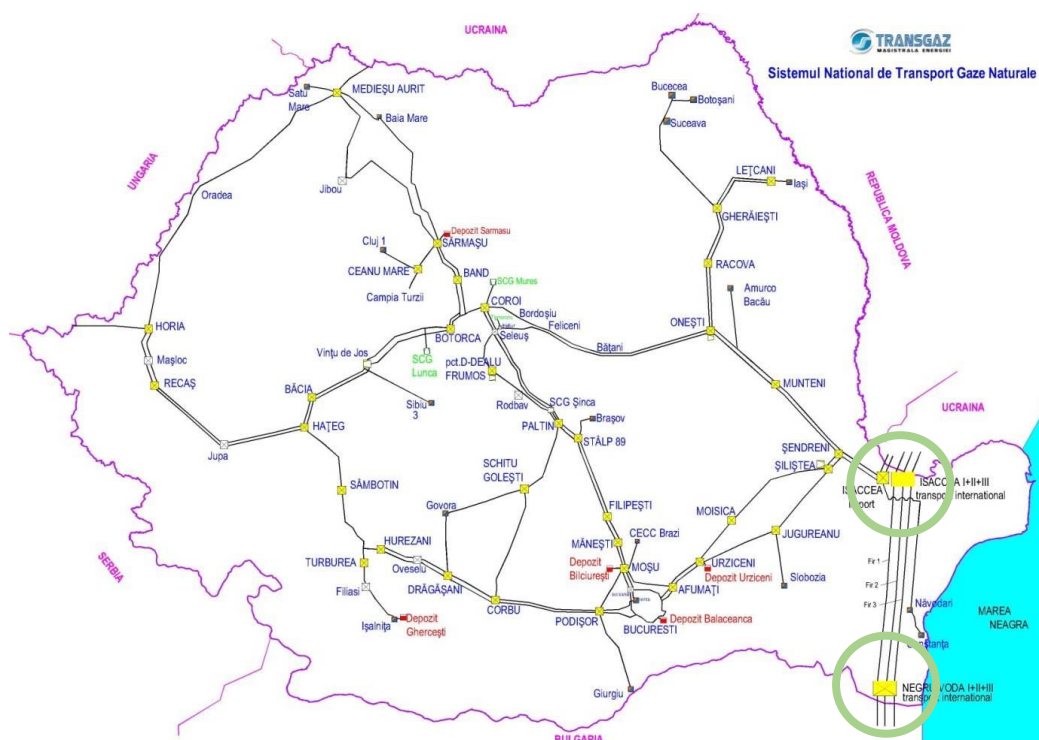 UCRAINA
TRANSGAZ
MAGISTRALA ENERGIEI
Sistemul National de Transport Gaze Naturale
MEDIEŞU AURIT
Satu
Mare
Baia Mare
Bucecea
Botoşani
Suceava
UNGARIA
Jibou
Oradea
LEŢCANI
Iaşi
REPUBLICA MOLDOVA
GHERĂIEŞTI
Depozit Sarmasu
SĂRMAŞU
Cluj 1
CEANU MARE
BAND
RACOVA
Campia Turzii
SCG Mureş
Amurco
Bacău
COROI
Bordoşiu
HORIA
BOTORCA
Seleuş
Feliceni
ONEŞTI
Băţani
Maşloc
Vinţu de Jos
SCG
Lunca
pct.D-DEALU
FRUMOS
RECAŞ
BĂCIA
MUNTENI
Sibiu
3
Rodbav
SCG Şinca
Braşov
UCRAINA
HAŢEG
PALTIN
STÂLP 89
Jupa
ŞENDRENI
ŞILIŞTEA
SCHITU
GOLEŞTI
SÂMBOTIN
ISACCEA
Import
ISACCEA I+II+III
transport international
Govora
FILIPEŞTI
MOISICA
JUGUREANU
HUREZANI
MĂNEŞTI
CECC Brazi
SERBIA
TURBUREA
Oveselu
Depozit
Bilciureşti
MOŞU
URZICENI
Depozit Urziceni
Fir 1
Fir 2
Fir 3
Filiasi
DRĂGĂŞANI
CORBU
AFUMAŢI
Slobozia
Năvodari
MAREA
NEAGRA
Işalniţa
Depozit
Gherceşti
PODIŞOR
BUCURESTI
Depozit Balaceanca
Constanţa
Giurgiu
NEGRU VODA I+II+III
transport international
BULGARIA